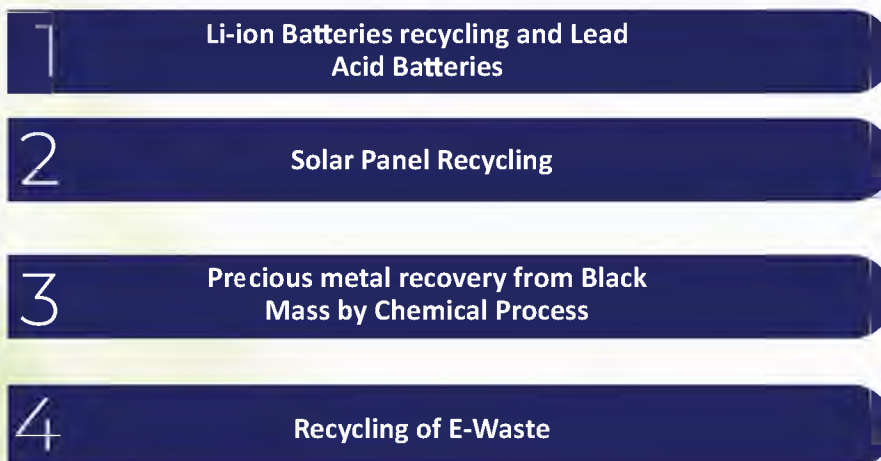 1
Li-ion Batteries recycling and Lead
Acid Batteries
2
Solar Panel Recycling
3
Precious metal recovery from Black
Mass by Chemical Process
4
Recycling of E-Waste